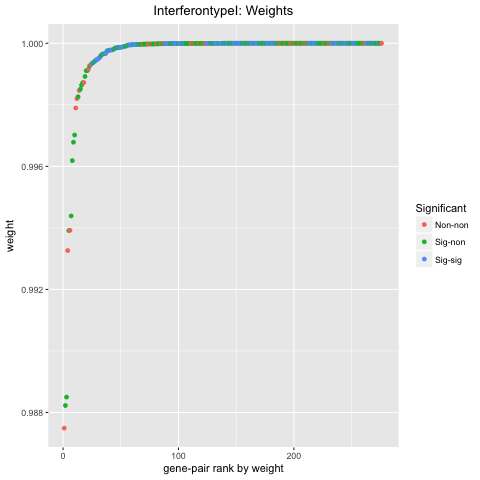 InterferontypeI: Weights
1.000
0.996
0.992
0.988
weight
0
100
200
gene-pair rank by weight
Significant
Non-non
Sig-non
Sig-sig